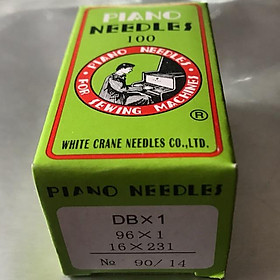 PIANO
NEEDLES
100
PIANO NEEDLES
FOR SEWING MACHINES
®
WHITE CRANE NEEDLES CO., LTD.
PIANO NEEDLES
DB×1
96×1
16×231
No 90/14